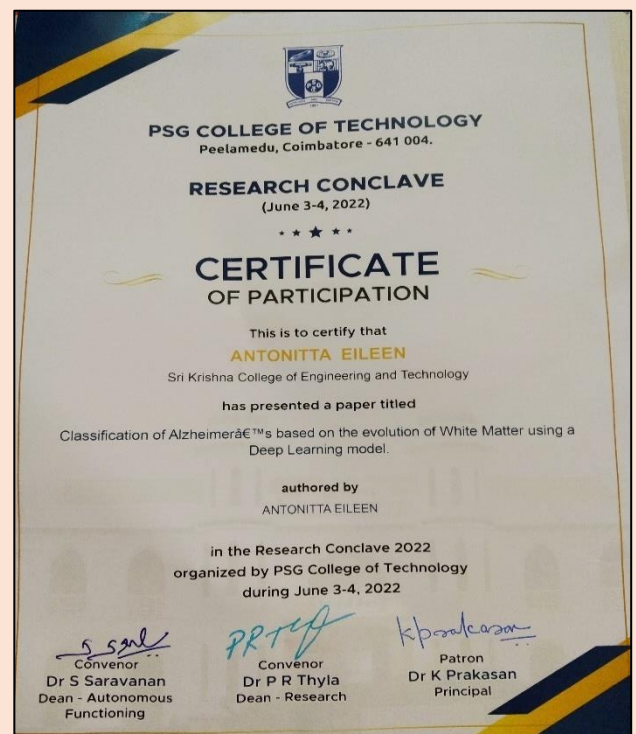 PSG COLLEGE OF TECHNOLOGY
Peelamedu, Coimbatore - 641 004.
RESEARCH CONCLAVE
(June 3-4, 2022)
CERTIFICATE
OF PARTICIPATION
This is to certify that
ANTONITTA EILEEN
Sri Krishna College of Engineering and Technology
has presented a paper titled
Classification of Alzheimerâ€™s based on the evolution of White Matter using a
Deep Learning model.
authored by
ANTONITTA EILEEN
in the Research Conclave 2022
organized by PSG College of Technology
during June 3-4, 2022
Convenor
Dr S Saravanan
Dean - Autonomous
Functioning
Convenor
Dr P R Thyla
Dean - Research
kprakasan
Patron
Dr K Prakasan
Principal